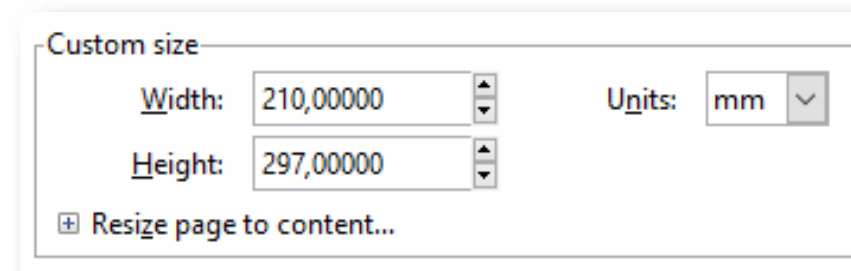 Custom size
Width: 210,00000 Units: mm
Height: 297,00000
Resize page to content...